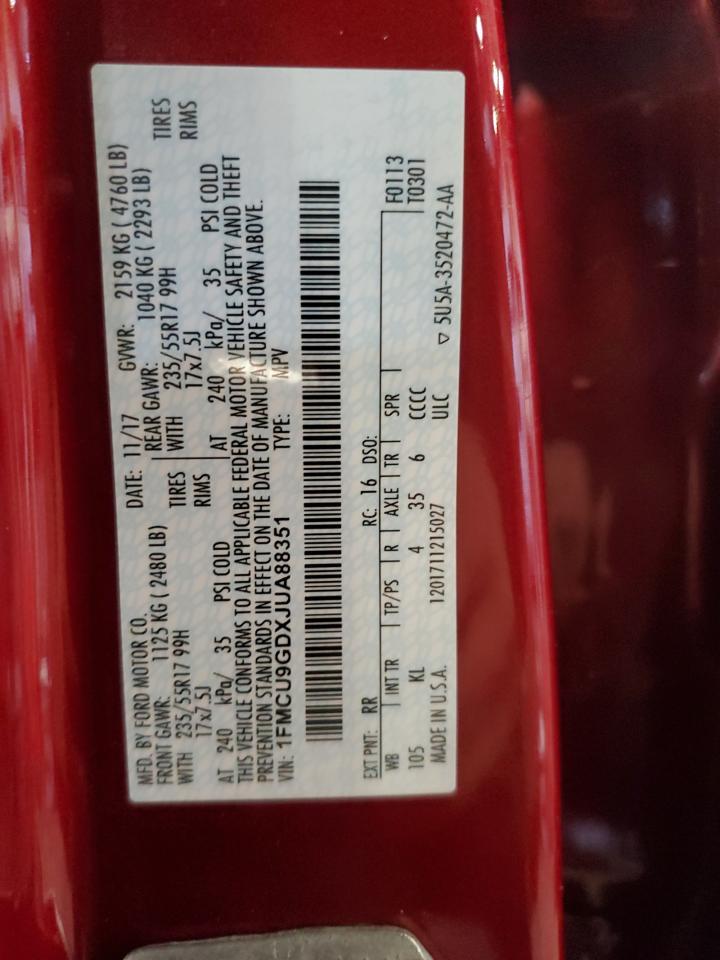 MFD. BY FORD MOTOR CO. DATE: 11/17 GVWR: 2159 KG ( 4760 LB)
FRONT GAWR: 1125 KG ( 2480 LB) REAR GAWR: 1040 KG ( 2293 LB)
WITH 235/55R17 99H TIRES WITH 235/55R17 99H TIRES
17x7.5J RIMS 17x7.5J RIMS
AT 240 kPa/ 35 PSI COLD AT 240 kPa/ 35 PSI COLD
THIS VEHICLE CONFORMS TO ALL APPLICABLE FEDERAL MOTOR VEHICLE SAFETY AND THEFT
PREVENTION STANDARDS IN EFFECT ON THE DATE OF MANUFACTURE SHOWN ABOVE.
VIN: 1FMCU9GDXJUA88351 TYPE: MPV
EXT PNT: RR RC: 16 DSO: F0113
WB INT TR TP/PS R AXLE TR SPR T0301
105 KL 4 35 6 CCCC
MADE IN U.S.A. 1201711215027 ULC ▽ 5U5A-3520472-AA